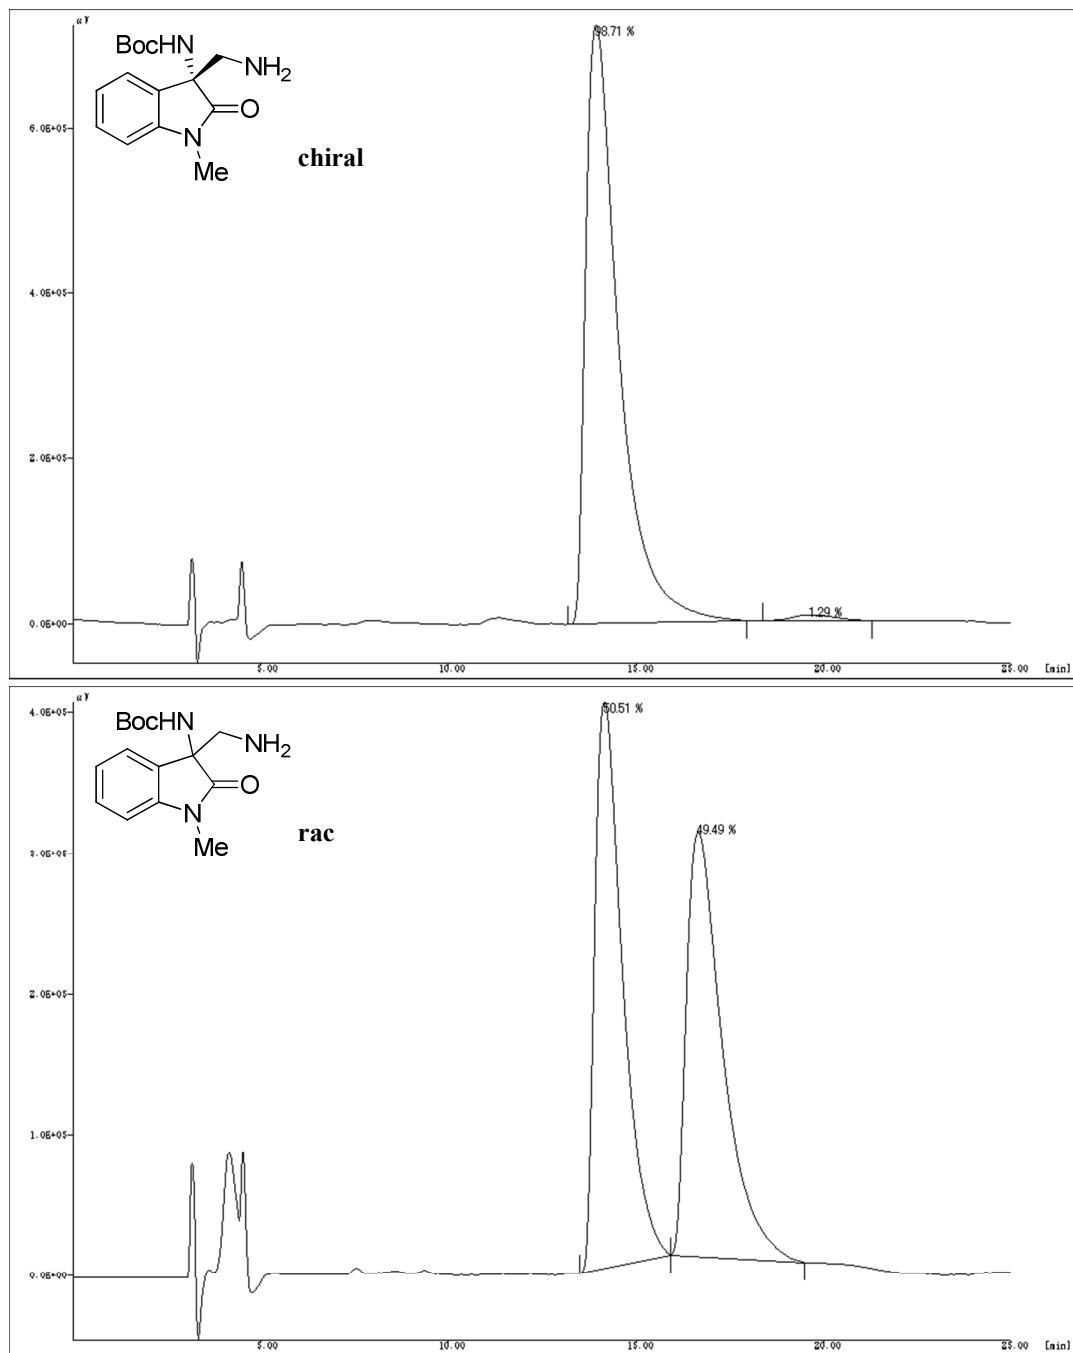 uV
98.71 %
BocHN
NH2
O
N
Me
chiral
6.0E+05
4.0E+05
2.0E+05
1.29 %
0.0E+00
5.00 10.00 15.00 20.00 25.00 [min]
uV
4.0E+05
50.51 %
BocHN
NH2
O
N
Me
rac
49.49 %
3.0E+05
2.0E+05
1.0E+05
0.0E+00
5.00 10.00 15.00 20.00 25.00 [min]